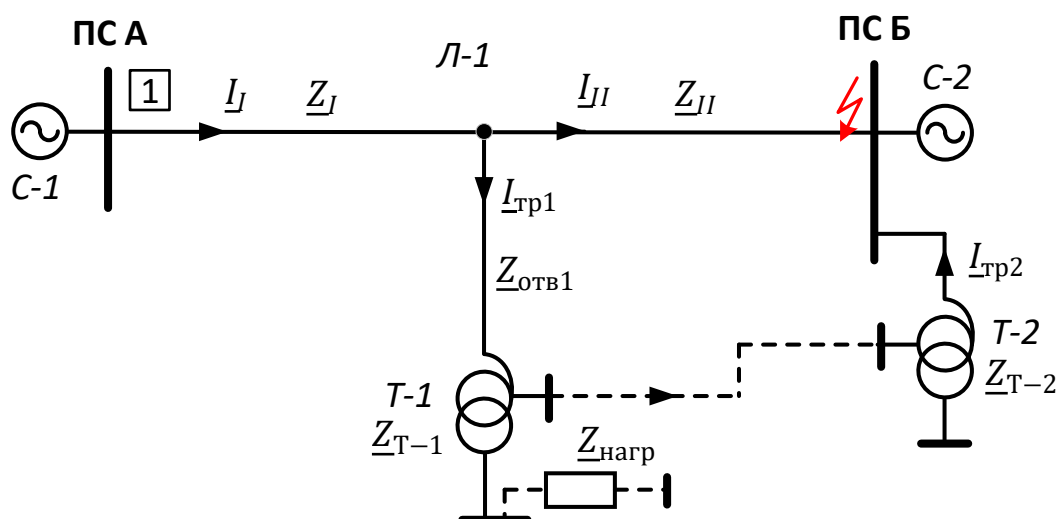 ПС А
ПС Б
Л-1
С-2
1
I_I
Z_I
I_II
Z_II
С-1
I_тр1
Z_отв1
I_тр2
Т-1
Z_Т−1
Т-2
Z_Т−2
Z_нагр